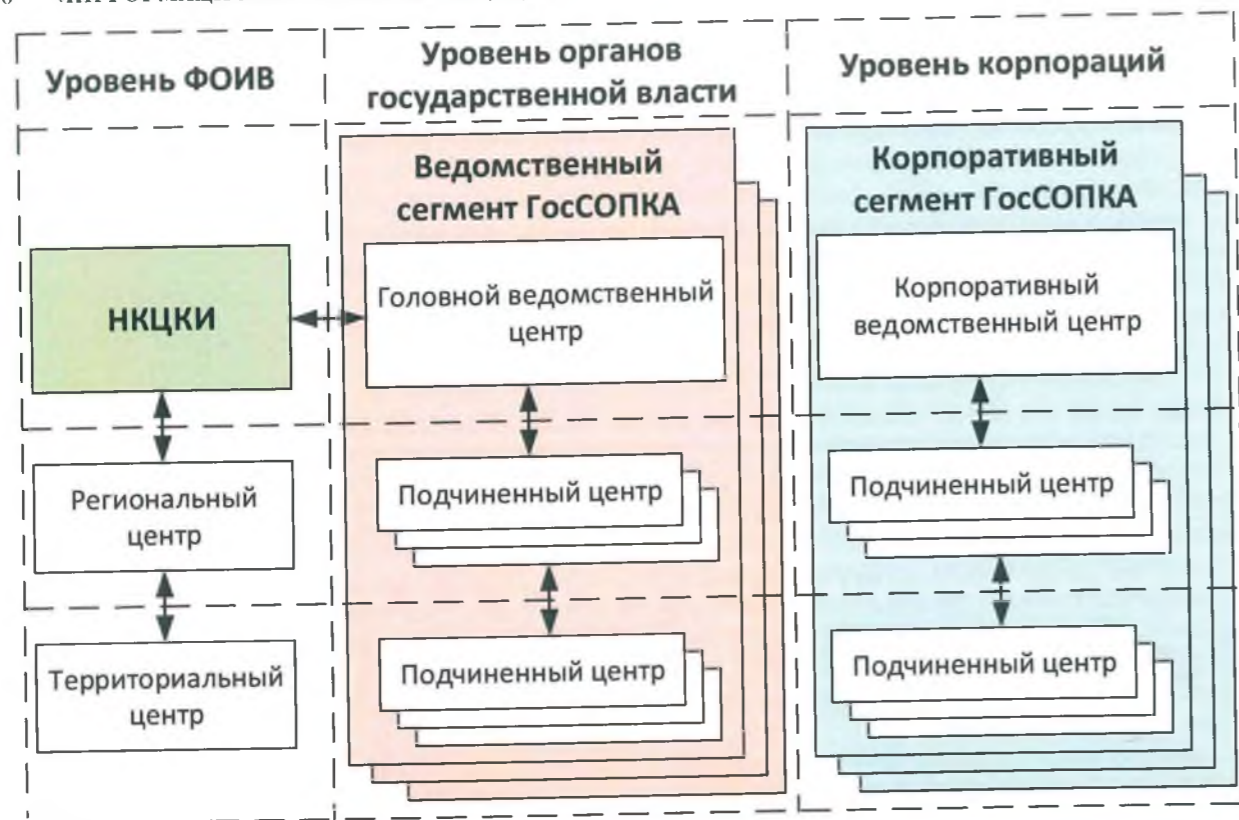 Уровень ФОИВ
Уровень органов
государственной власти
Уровень корпораций
Ведомственный
сегмент ГосСОПКА
Корпоративный
сегмент ГосСОПКА
НКЦКИ
Головной ведомственный
центр
Корпоративный
ведомственный центр
Региональный
центр
Подчиненный центр
Подчиненный центр
Территориальный
центр
Подчиненный центр
Подчиненный центр